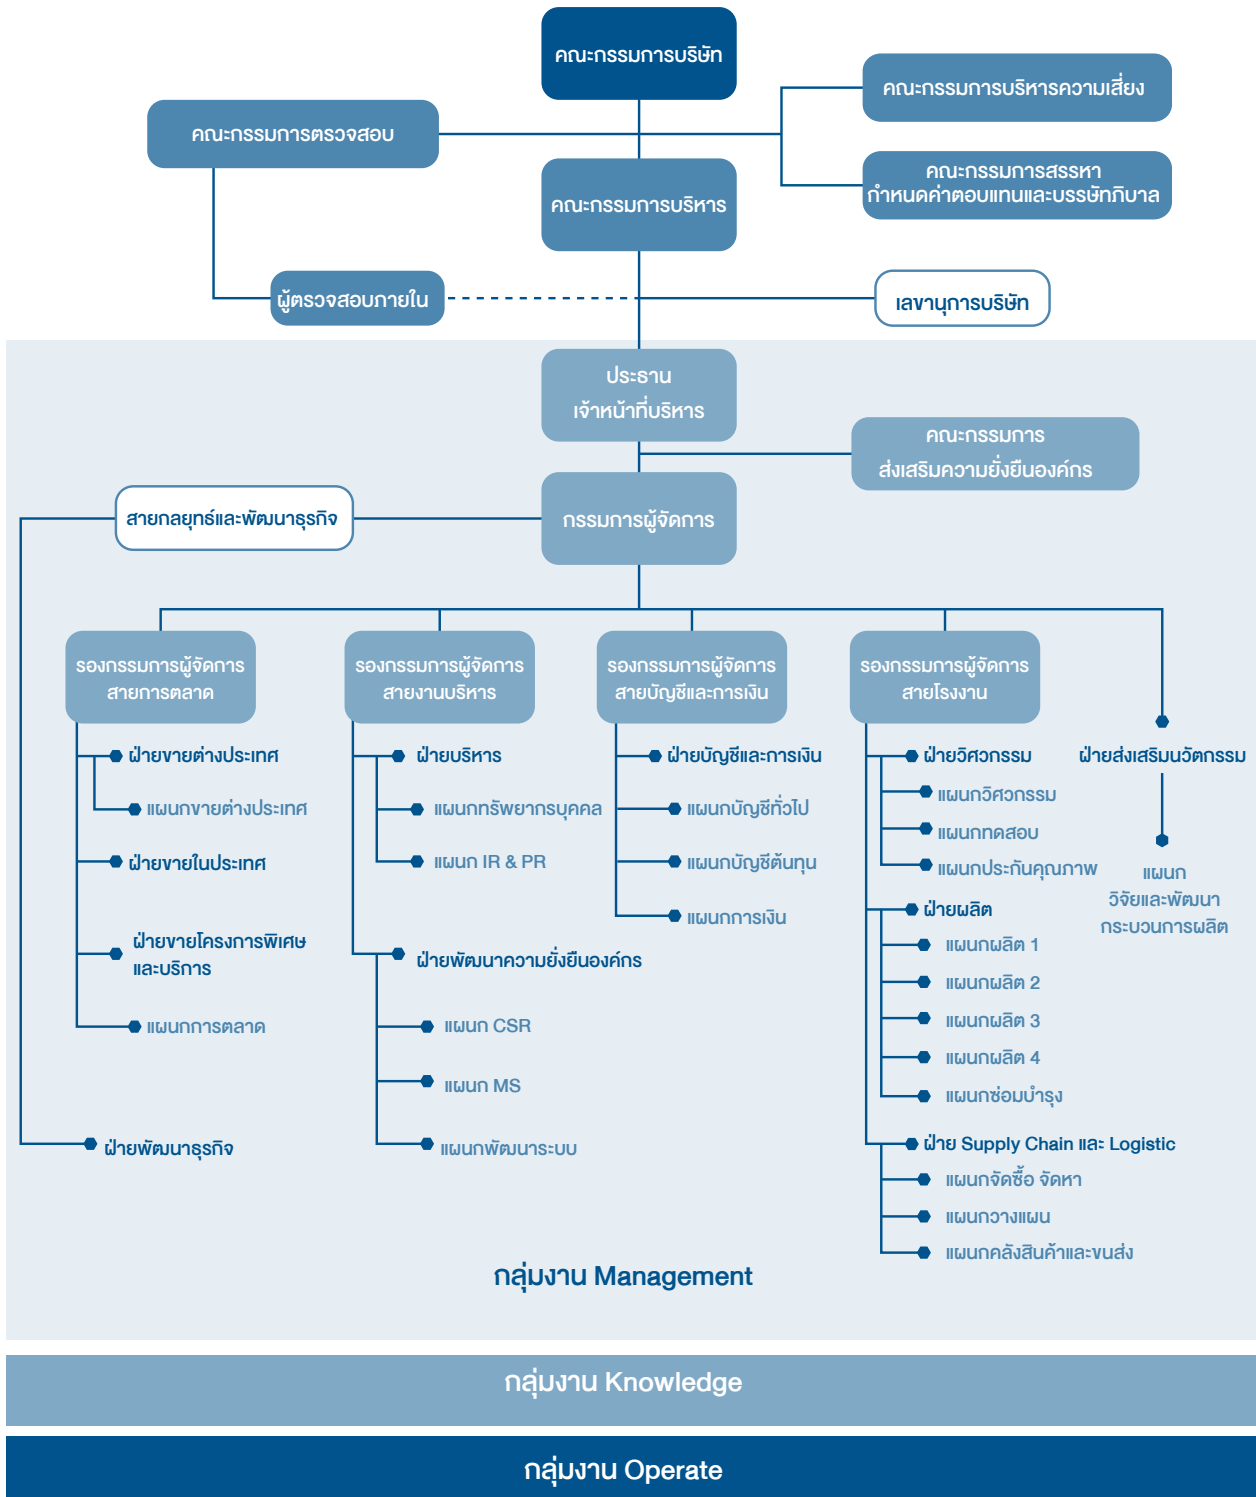 คณะกรรมการบริษัท
คณะกรรมการบริหารความเสี่ยง
คณะกรรมการตรวจสอบ
คณะกรรมการสรรหา
กำหนดค่าตอบแทนและบรรษัทภิบาล
คณะกรรมการบริหาร
ผู้ตรวจสอบภายใน
เลขานุการบริษัท
ประธาน
เจ้าหน้าที่บริหาร
คณะกรรมการ
ส่งเสริมความยั่งยืนองค์กร
สายกลยุทธ์และพัฒนาธุรกิจ
กรรมการผู้จัดการ
รองกรรมการผู้จัดการ
สายการตลาด
ฝ่ายขายต่างประเทศ
แผนกขายต่างประเทศ
ฝ่ายขายในประเทศ
ฝ่ายขายโครงการพิเศษ
และบริการ
แผนกการตลาด
ฝ่ายพัฒนาธุรกิจ
รองกรรมการผู้จัดการ
สายงานบริหาร
ฝ่ายบริหาร
แผนกทรัพยากรบุคคล
แผนก IR & PR
ฝ่ายพัฒนาความยั่งยืนองค์กร
แผนก CSR
แผนก MS
แผนกพัฒนาระบบ
รองกรรมการผู้จัดการ
สายบัญชีและการเงิน
ฝ่ายบัญชีและการเงิน
แผนกบัญชีทั่วไป
แผนกบัญชีต้นทุน
แผนกการเงิน
รองกรรมการผู้จัดการ
สายโรงงาน
ฝ่ายวิศวกรรม
แผนกวิศวกรรม
แผนกทดสอบ
แผนกประกันคุณภาพ
ฝ่ายผลิต
แผนกผลิต 1
แผนกผลิต 2
แผนกผลิต 3
แผนกผลิต 4
แผนกซ่อมบำรุง
ฝ่าย Supply Chain และ Logistic
แผนกจัดซื้อ จัดหา
แผนกวางแผน
แผนกคลังสินค้าและขนส่ง
ฝ่ายส่งเสริมนวัตกรรม
แผนก
วิจัยและพัฒนา
กระบวนการผลิต
กลุ่มงาน Management
กลุ่มงาน Knowledge
กลุ่มงาน Operate